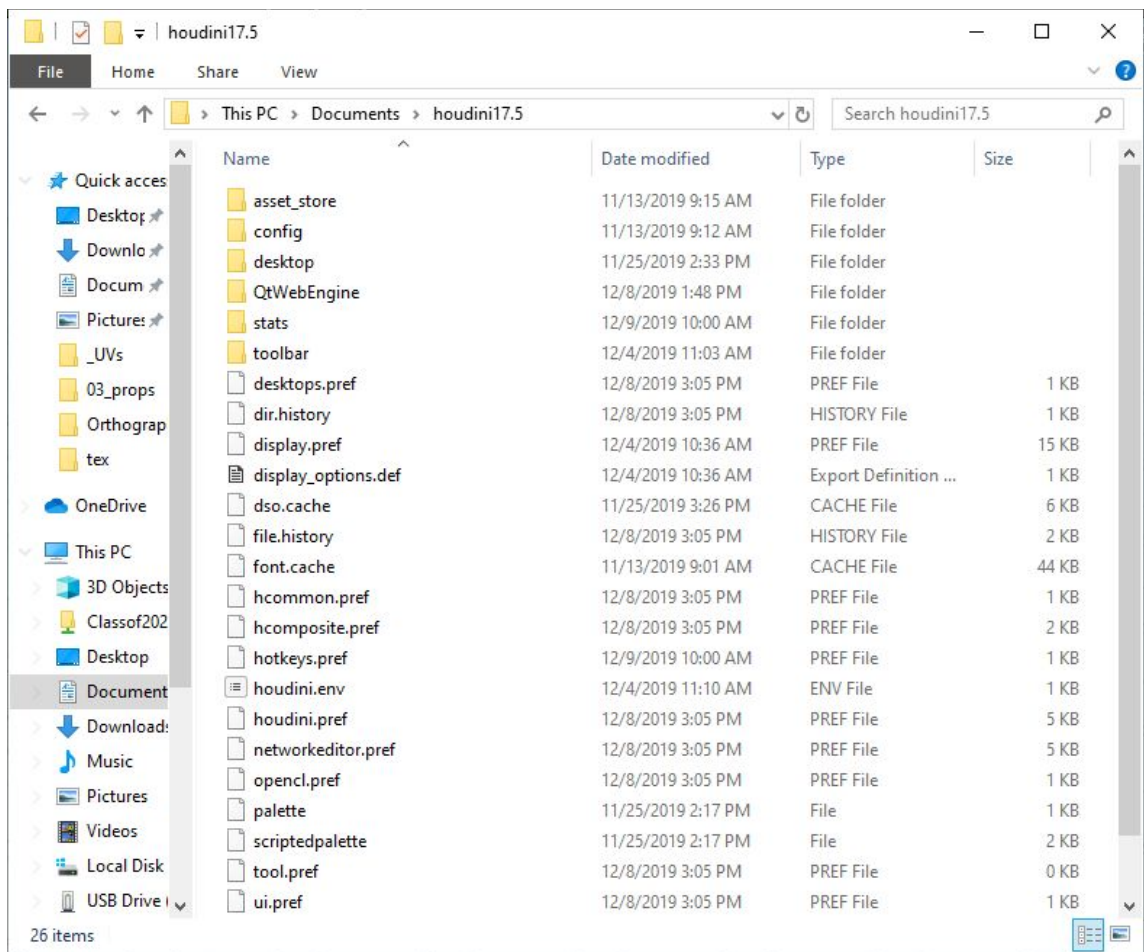 houdini17.5
File Home Share View
This PC > Documents > houdini17.5 Search houdini17.5
Name Date modified Type Size
Quick acces
Desktop
Downlo
Docum
Pictures
_UVs
03_props
Orthograp
tex
OneDrive
This PC
3D Objects
Classof202
Desktop
Document
Downloads
Music
Pictures
Videos
Local Disk
USB Drive
asset_store 11/13/2019 9:15 AM File folder
config 11/13/2019 9:12 AM File folder
desktop 11/25/2019 2:33 PM File folder
QtWebEngine 12/8/2019 1:48 PM File folder
stats 12/9/2019 10:00 AM File folder
toolbar 12/4/2019 11:03 AM File folder
desktops.pref 12/8/2019 3:05 PM PREF File 1 KB
dir.history 12/8/2019 3:05 PM HISTORY File 1 KB
display.pref 12/4/2019 10:36 AM PREF File 15 KB
display_options.def 12/4/2019 10:36 AM Export Definition ... 1 KB
dso.cache 11/25/2019 3:26 PM CACHE File 6 KB
file.history 12/8/2019 3:05 PM HISTORY File 2 KB
font.cache 11/13/2019 9:01 AM CACHE File 44 KB
hcommon.pref 12/8/2019 3:05 PM PREF File 1 KB
hcomposite.pref 12/8/2019 3:05 PM PREF File 2 KB
hotkeys.pref 12/9/2019 10:00 AM PREF File 1 KB
houdini.env 12/4/2019 11:10 AM ENV File 1 KB
houdini.pref 12/8/2019 3:05 PM PREF File 5 KB
networkeditor.pref 12/8/2019 3:05 PM PREF File 5 KB
opencl.pref 12/8/2019 3:05 PM PREF File 1 KB
palette 11/25/2019 2:17 PM File 1 KB
scriptedpalette 11/25/2019 2:17 PM File 2 KB
tool.pref 12/8/2019 3:05 PM PREF File 0 KB
ui.pref 12/8/2019 3:05 PM PREF File 1 KB
26 items